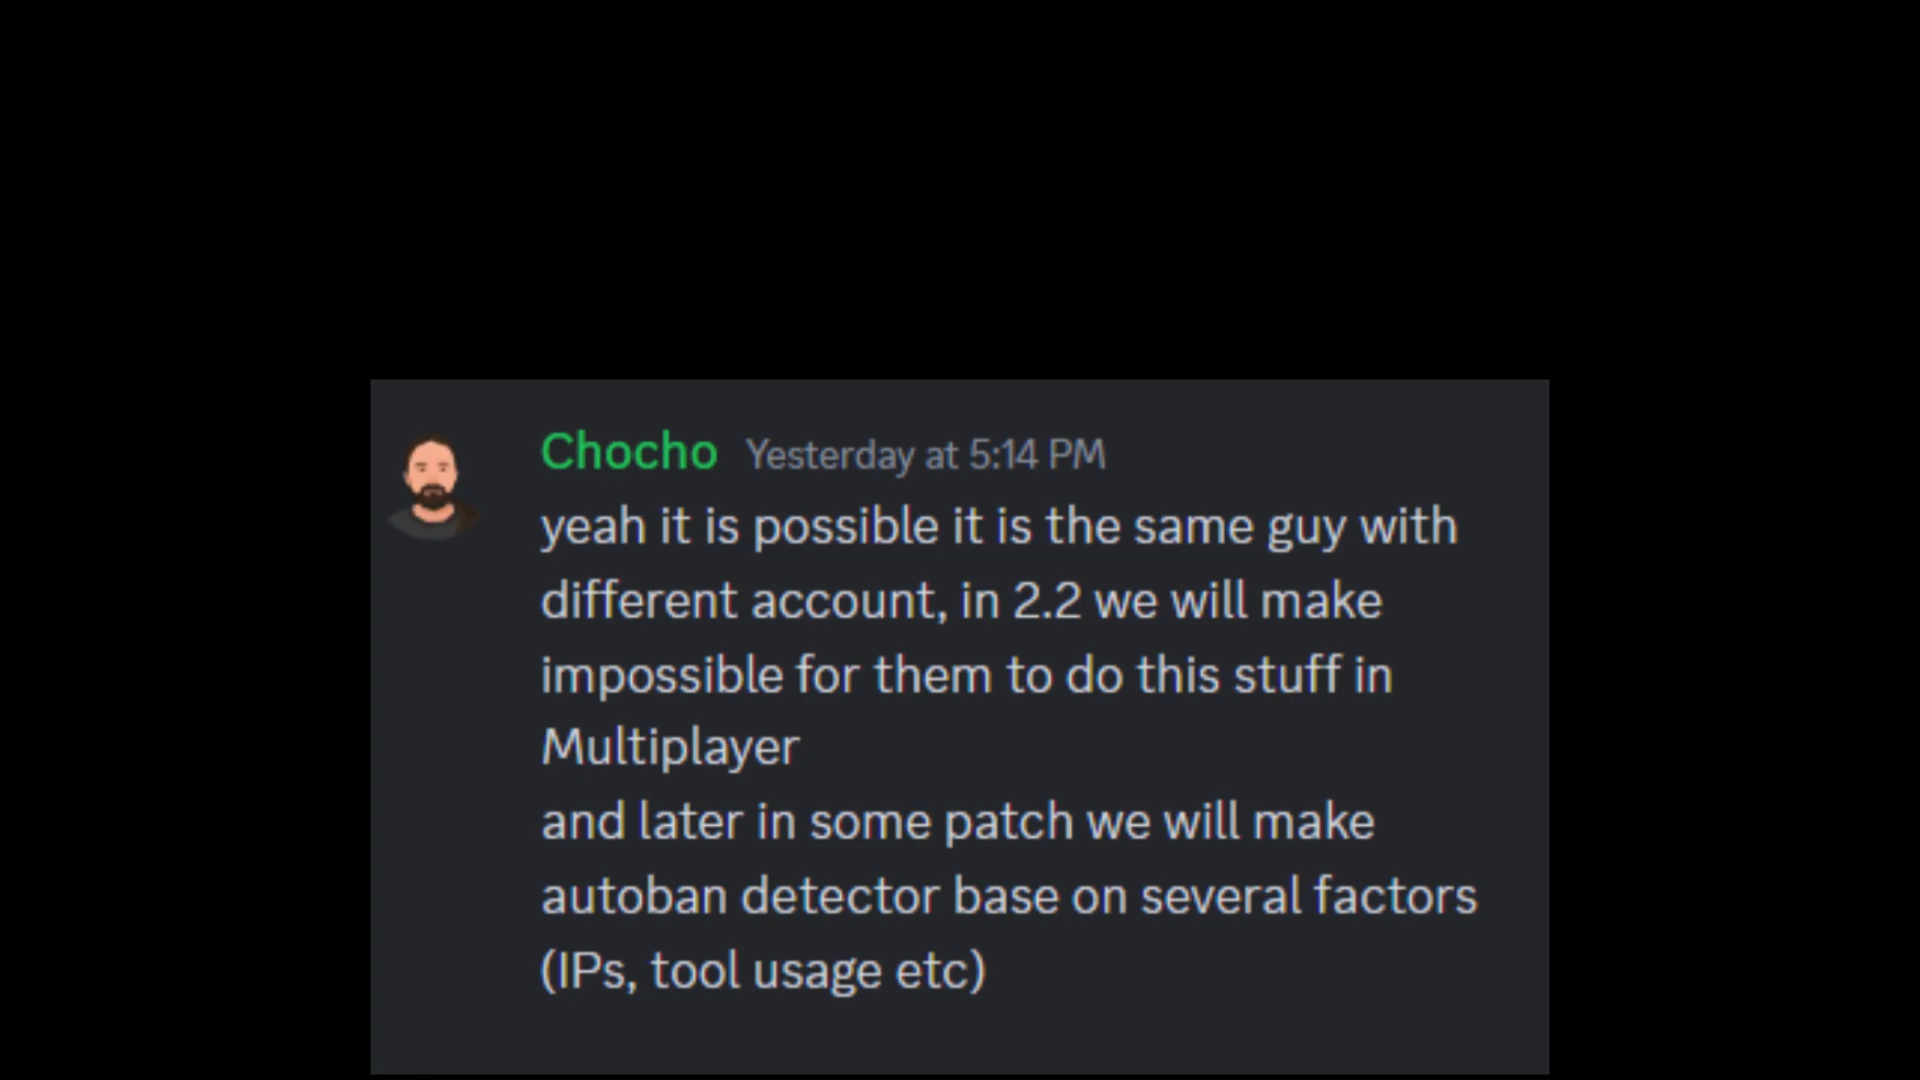 Chocho Yesterday at 5:14 PM
yeah it is possible it is the same guy with
different account, in 2.2 we will make
impossible for them to do this stuff in
Multiplayer
and later in some patch we will make
autoban detector base on several factors
(IPs, tool usage etc)